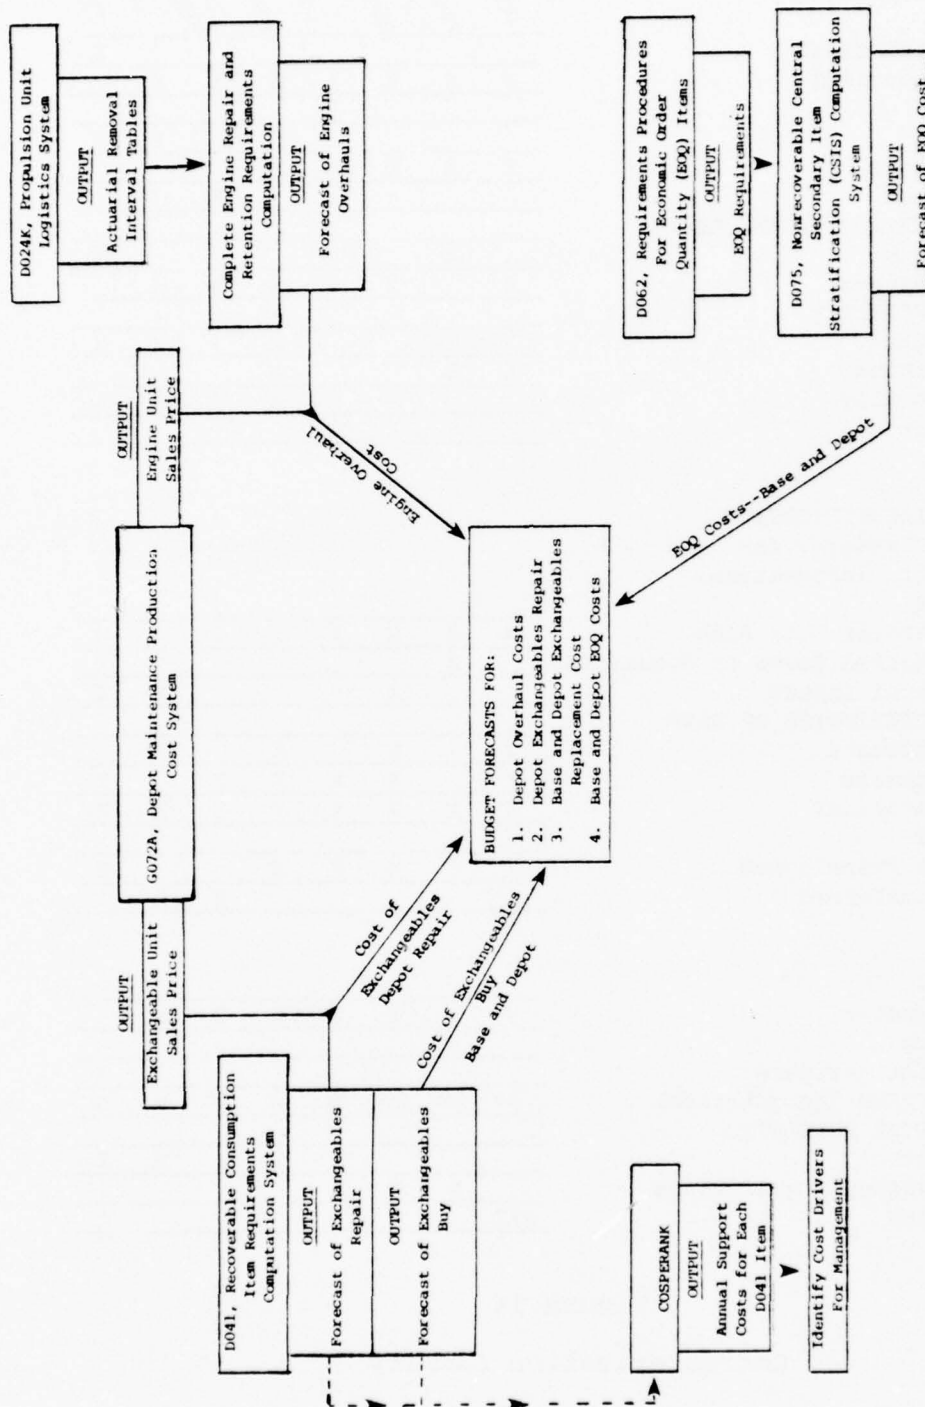 D024K, Propulsion Unit
Logistics System
OUTPUT
Actuarial Removal
Interval Tables
Complete Engine Repair and
Retention Requirements
Computation
OUTPUT
Forecast of Engine
Overhauls
OUTPUT
Engine Unit
Sales Price
G072A, Depot Maintenance Production
Cost System
OUTPUT
Exchangeable Unit
Sales Price
Engine Overhaul
Cost
D062, Requirements Procedures
For Economic Order
Quantity (EOQ) Items
OUTPUT
EOQ Requirements
D075, Nonrecoverable Central
Secondary Item
Stratification (CSIS) Computation
System
OUTPUT
Forecast of EOQ Cost
EOQ Costs--Base and Depot
BUDGET FORECASTS FOR:
1. Depot Overhaul Costs
2. Depot Exchangeables Repair
3. Base and Depot Exchangeables
Replacement Cost
4. Base and Depot EOQ Costs
Cost of
Exchangeables
Depot Repair
Cost of Exchangeables
Buy
Base and Depot
D041, Recoverable Consumption
Item Requirements
Computation System
OUTPUT
Forecast of Exchangeables
Repair
OUTPUT
Forecast of Exchangeables
Buy
COSPERANK
OUTPUT
Annual Support
Costs for Each
D041 Item
Identify Cost Drivers
For Management